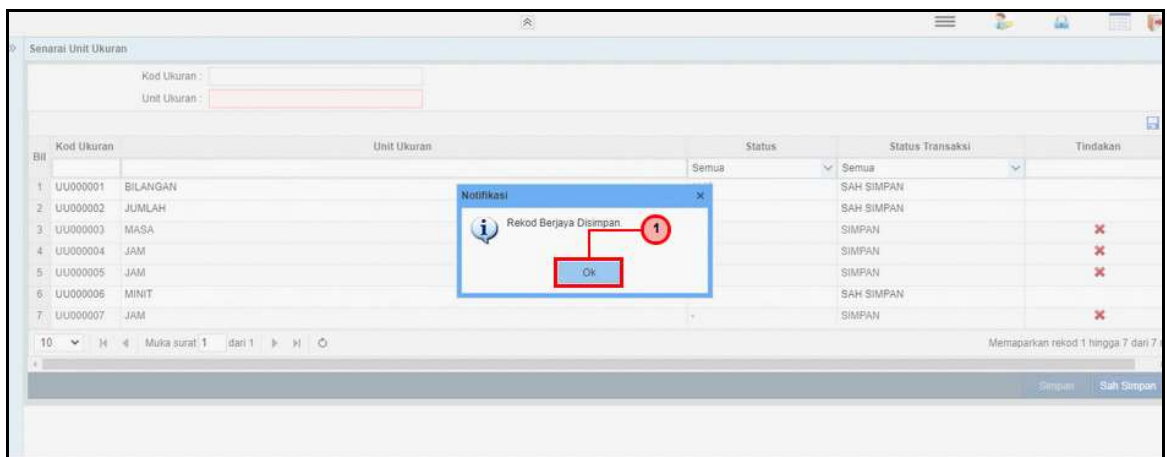 Senarai Unit Ukuran
Kod Ukuran :
Unit Ukuran :
Bil Kod Ukuran Unit Ukuran Status Status Transaksi Tindakan
Semua Semua
1 UU000001 BILANGAN SAH SIMPAN
2 UU000002 JUMLAH SAH SIMPAN
3 UU000003 MASA SIMPAN
4 UU000004 JAM SIMPAN
5 UU000005 JAM SIMPAN
6 UU000006 MINIT SAH SIMPAN
7 UU000007 JAM - SIMPAN
Notifikasi
Rekod Berjaya Disimpan.
1
Ok
10 Muka surat 1 dari 1 Memaparkan rekod 1 hingga 7 dari 7
Simpan Sah Simpan